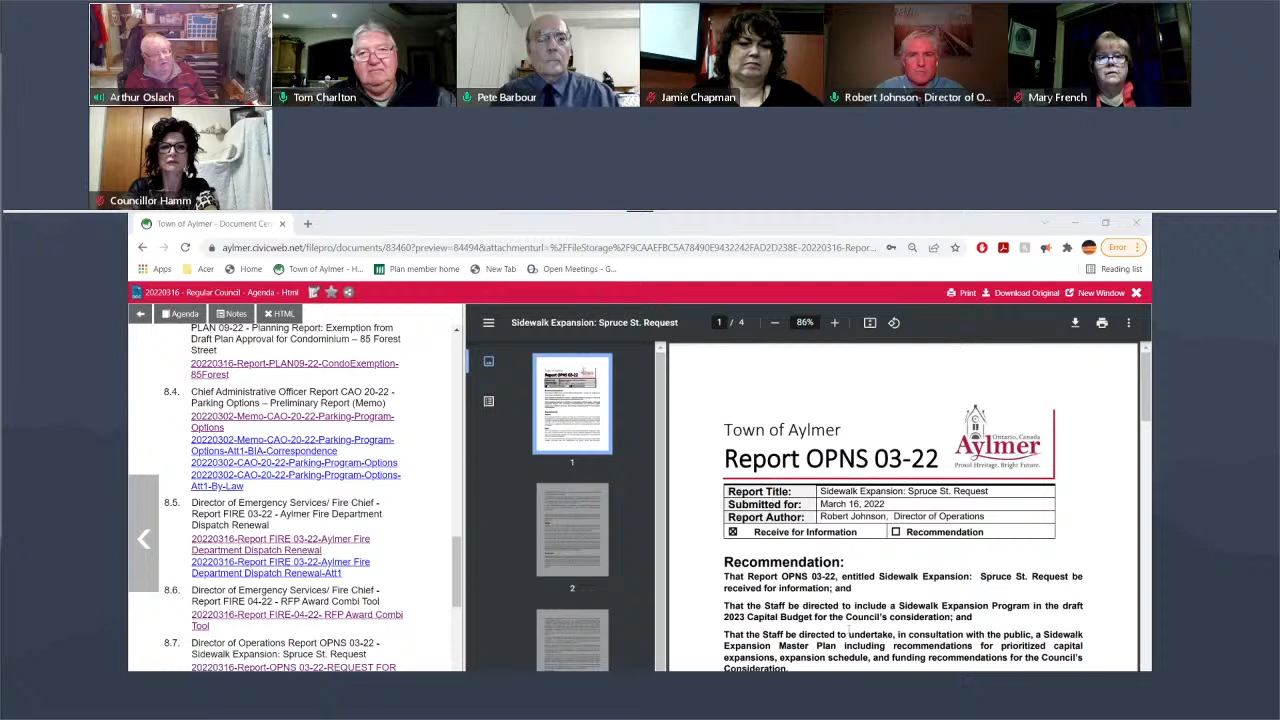 Arthur Oslach
Tom Charlton
Pete Barbour
Jamie Chapman
Robert Johnson- Director of O...
Mary French
Councillor Hamm
Town of Aylmer - Document Cen
aylmer.civicweb.net/filepro/documents/83460?preview=84494&attachmenturl=%2FFileStorage%2F9CAAEFBC5A78490E9432242FAD2D238E-20220316-Repor...
Error
Apps
Acer
Home
Town of Aylmer - H...
Plan member home
New Tab
Open Meetings - G...
Reading list
20220316 - Regular Council - Agenda - Html
Print
Download Original
New Window
Agenda
Notes
HTML
PLAN 09-22 - Planning Report: Exemption from
Draft Plan Approval for Condominium – 85 Forest
Street
20220316-Report-PLAN09-22-CondoExemption-
85Forest
8.4. Chief Administrative Officer Report CAO 20-22 -
Parking Options – Preliminary Report (Memo)
20220302-Memo-CAO-20-22-Parking-Program-
Options
20220302-Memo-CAO-20-22-Parking-Program-
Options-Att1-BIA-Correspondence
20220302-CAO-20-22-Parking-Program-Options
20220302-CAO-20-22-Parking-Program-Options-
Att1-By-Law
8.5. Director of Emergency Services/ Fire Chief -
Report FIRE 03-22 - Aylmer Fire Department
Dispatch Renewal
20220316-Report FIRE 03-22-Aylmer Fire
Department Dispatch Renewal
20220316-Report FIRE 03-22-Aylmer Fire
Department Dispatch Renewal-Att1
8.6. Director of Emergency Services/ Fire Chief -
Report FIRE 04-22 - RFP Award Combi Tool
20220316-Report FIRE-04-22- RFP Award Combi
Tool
8.7. Director of Operations Report OPNS 03-22 -
Sidewalk Expansion: Spruce St. Request
20220316-Report-OPNS 03-22-REQUEST FOR
Sidewalk Expansion: Spruce St. Request
1 / 4
86%
1
2
Town of Aylmer
Report OPNS 03-22
Ontario, Canada
Aylmer
Proud Heritage. Bright Future.
Report Title: Sidewalk Expansion: Spruce St. Request
Submitted for: March 16, 2022
Report Author: Robert Johnson, Director of Operations
Receive for Information
Recommendation
Recommendation:
That Report OPNS 03-22, entitled Sidewalk Expansion: Spruce St. Request be
received for information; and
That the Staff be directed to include a Sidewalk Expansion Program in the draft
2023 Capital Budget for the Council's consideration; and
That the Staff be directed to undertake, in consultation with the public, a Sidewalk
Expansion Master Plan including recommendations for prioritized capital
expansions, expansion schedule, and funding recommendations for the Council's
Consideration.